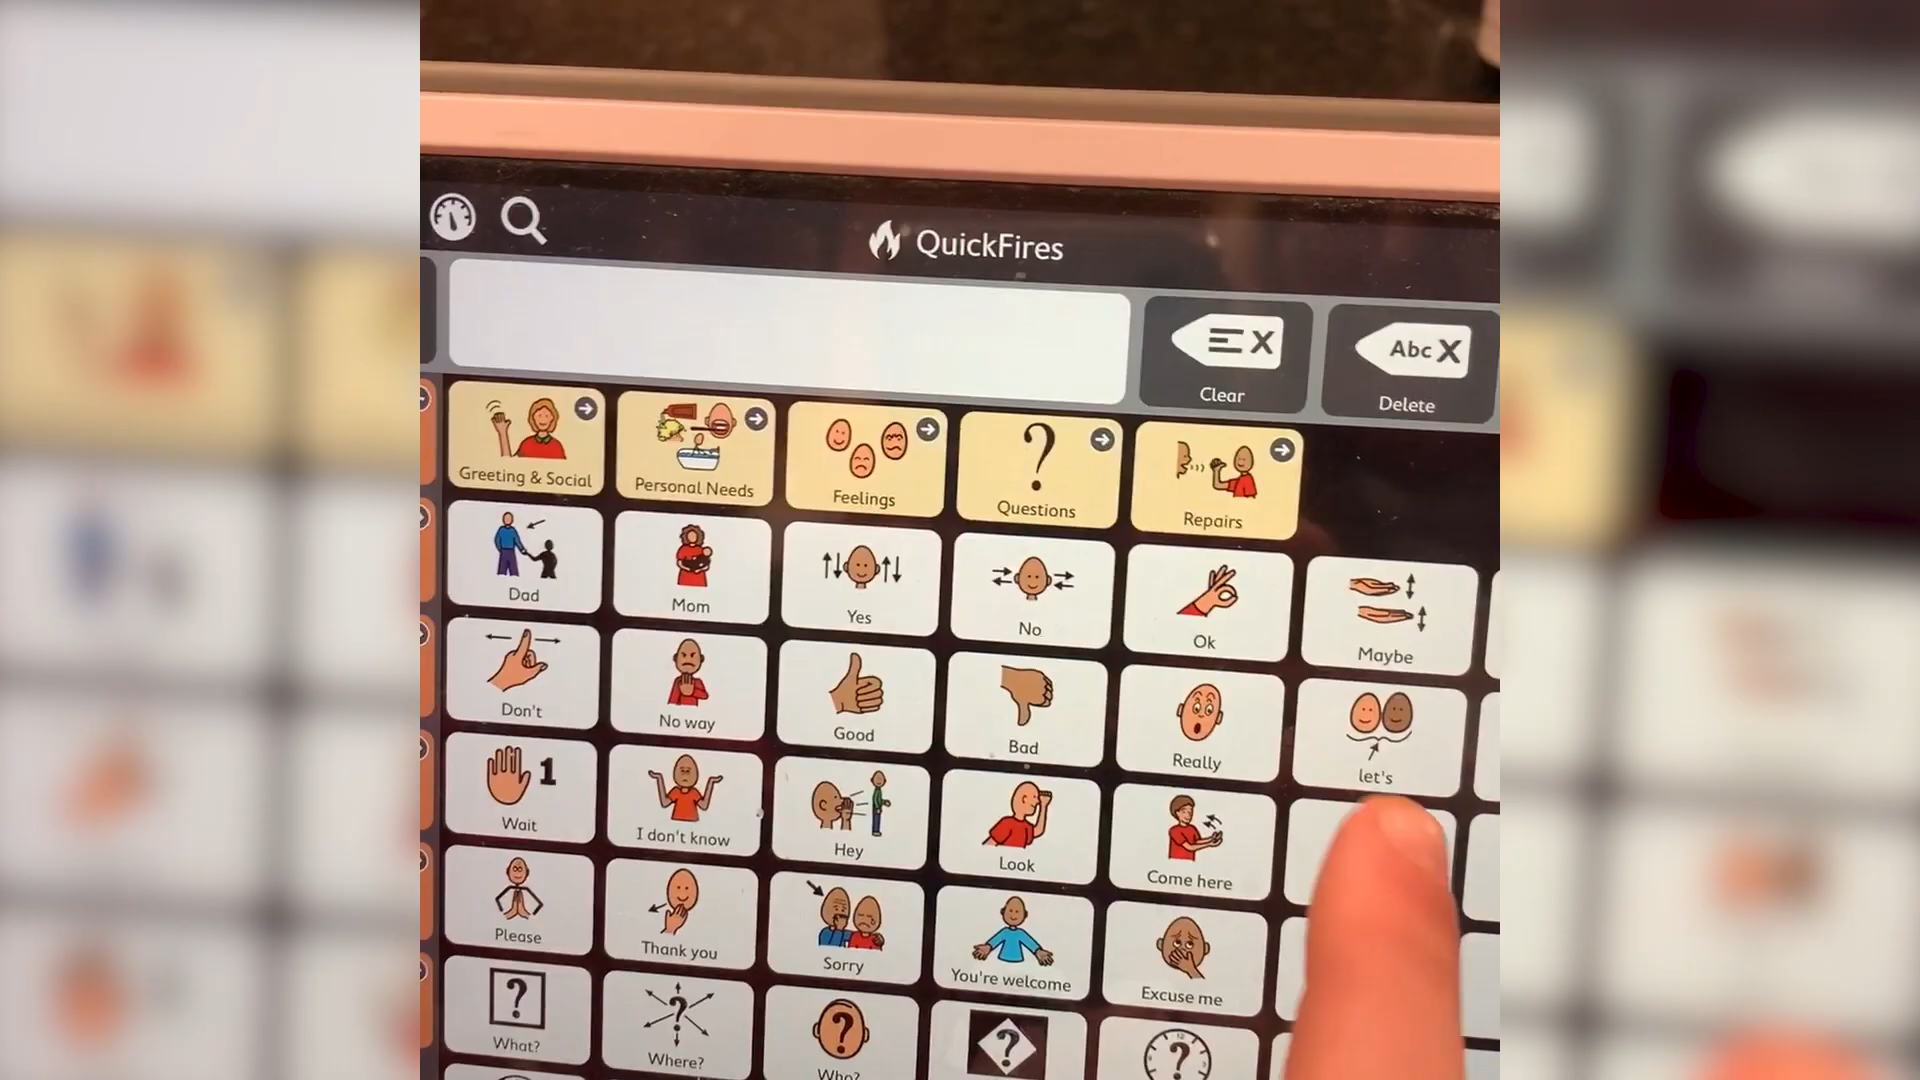 QuickFires
Clear
Abc X
Delete
Greeting & Social
Personal Needs
Feelings
?
Questions
Repairs
Dad
Mom
Yes
No
Ok
Maybe
Don't
No way
Good
Bad
Really
let's
1
Wait
I don't know
Hey
Look
Come here
Please
Thank you
Sorry
You're welcome
Excuse me
?
What?
?
Where?
?
Who?
?
?